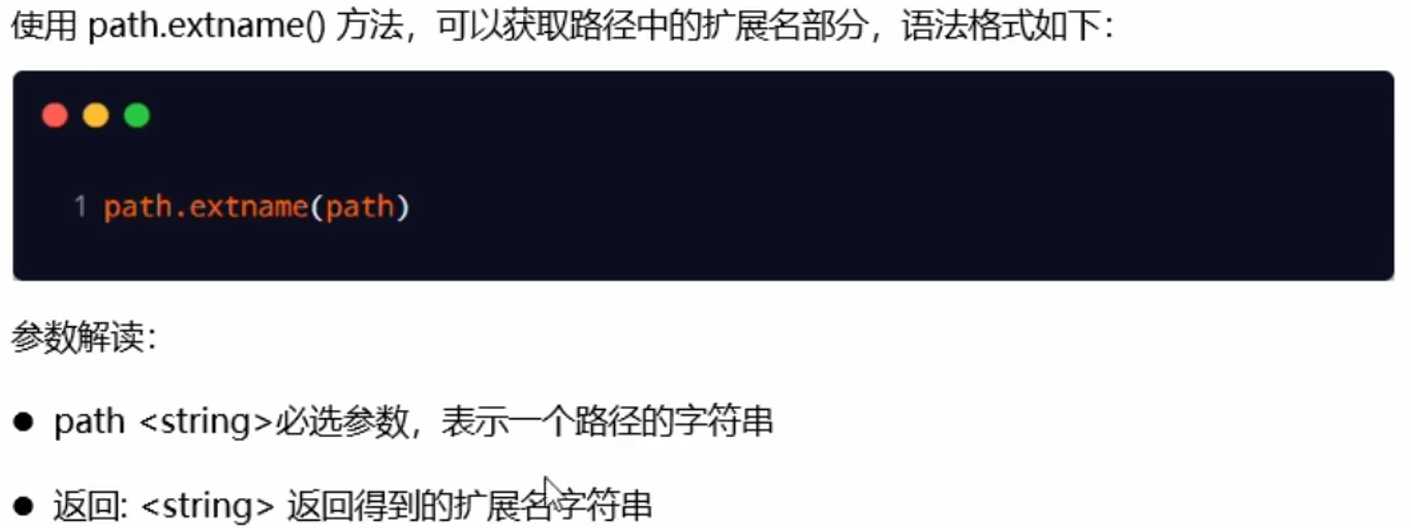 使用 path.extname() 方法，可以获取路径中的扩展名部分，语法格式如下：
1 path.extname(path)
参数解读：
● path <string>必选参数，表示一个路径的字符串
● 返回: <string> 返回得到的扩展名字符串